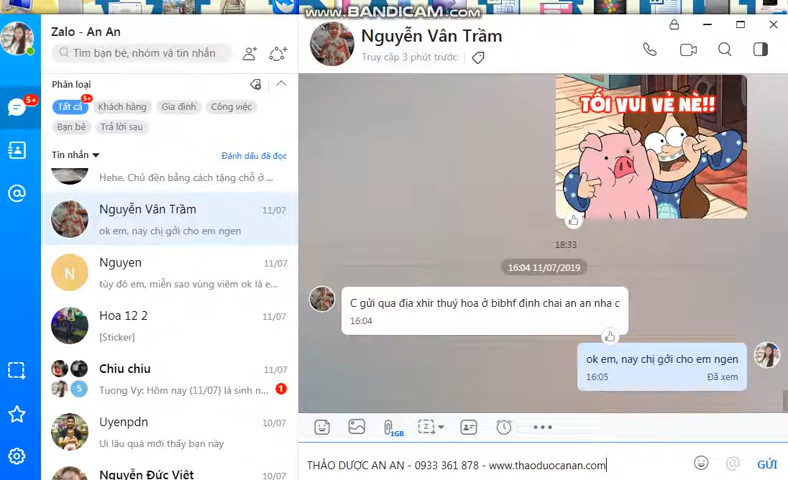 www.BANDICAM.com
Zalo - An An
Tìm bạn bè, nhóm và tin nhắn
Phân loại
5+
Tất cả
5+
Khách hàng
Gia đình
Công việc
Bạn bè
Trả lời sau
Tin nhắn
Đánh dấu đã đọc
Hehe. Chủ đền bằng cách tặng chỗ ở ...
Nguyễn Vân Trầm
11/07
ok em, nay chị gởi cho em ngen
N
Nguyen
11/07
tùy đó em, miễn sao vùng viêm ok là e...
Hoa 12 2
11/07
[Sticker]
Chiu chiu
11/07
5
Tuong Vy: Hôm nay (11/07) là sinh n...
1
Uyenpdn
10/07
Ui lâu quá mới thấy bạn này
Nguyễn Đức Việt
10/07
Nguyễn Vân Trầm
Truy cập 3 phút trước
TỐI VUI VẺ NÈ!!
18:33
16:04 11/07/2019
C gửi qua địa xhir thuý hoa ở bibhf định chai an an nha c
16:04
ok em, nay chị gởi cho em ngen
16:05
Đã xem
1GB
THẢO DƯỢC AN AN - 0933 361 878 - www.thaoduocanan.com
GỬI